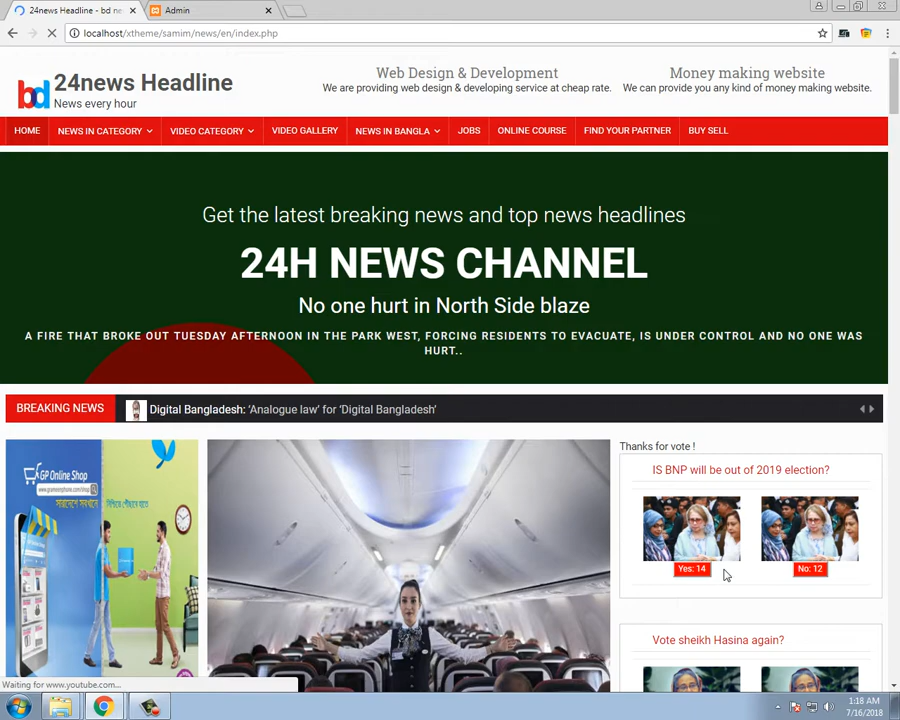 24news Headline - bd ne
Admin
localhost/xtheme/samim/news/en/index.php
bd
24news Headline
News every hour
Web Design & Development
We are providing web design & developing service at cheap rate.
Money making website
We can provide you any kind of money making website.
HOME
NEWS IN CATEGORY
VIDEO CATEGORY
VIDEO GALLERY
NEWS IN BANGLA
JOBS
ONLINE COURSE
FIND YOUR PARTNER
BUY SELL
Get the latest breaking news and top news headlines
24H NEWS CHANNEL
No one hurt in North Side blaze
A FIRE THAT BROKE OUT TUESDAY AFTERNOON IN THE PARK WEST, FORCING RESIDENTS TO EVACUATE, IS UNDER CONTROL AND NO ONE WAS
HURT..
BREAKING NEWS
Digital Bangladesh: 'Analogue law' for 'Digital Bangladesh'
GP Online Shop
Thanks for vote !
IS BNP will be out of 2019 election?
Yes: 14
No: 12
Vote sheikh Hasina again?
Waiting for www.youtube.com...
1:18 AM
7/16/2018